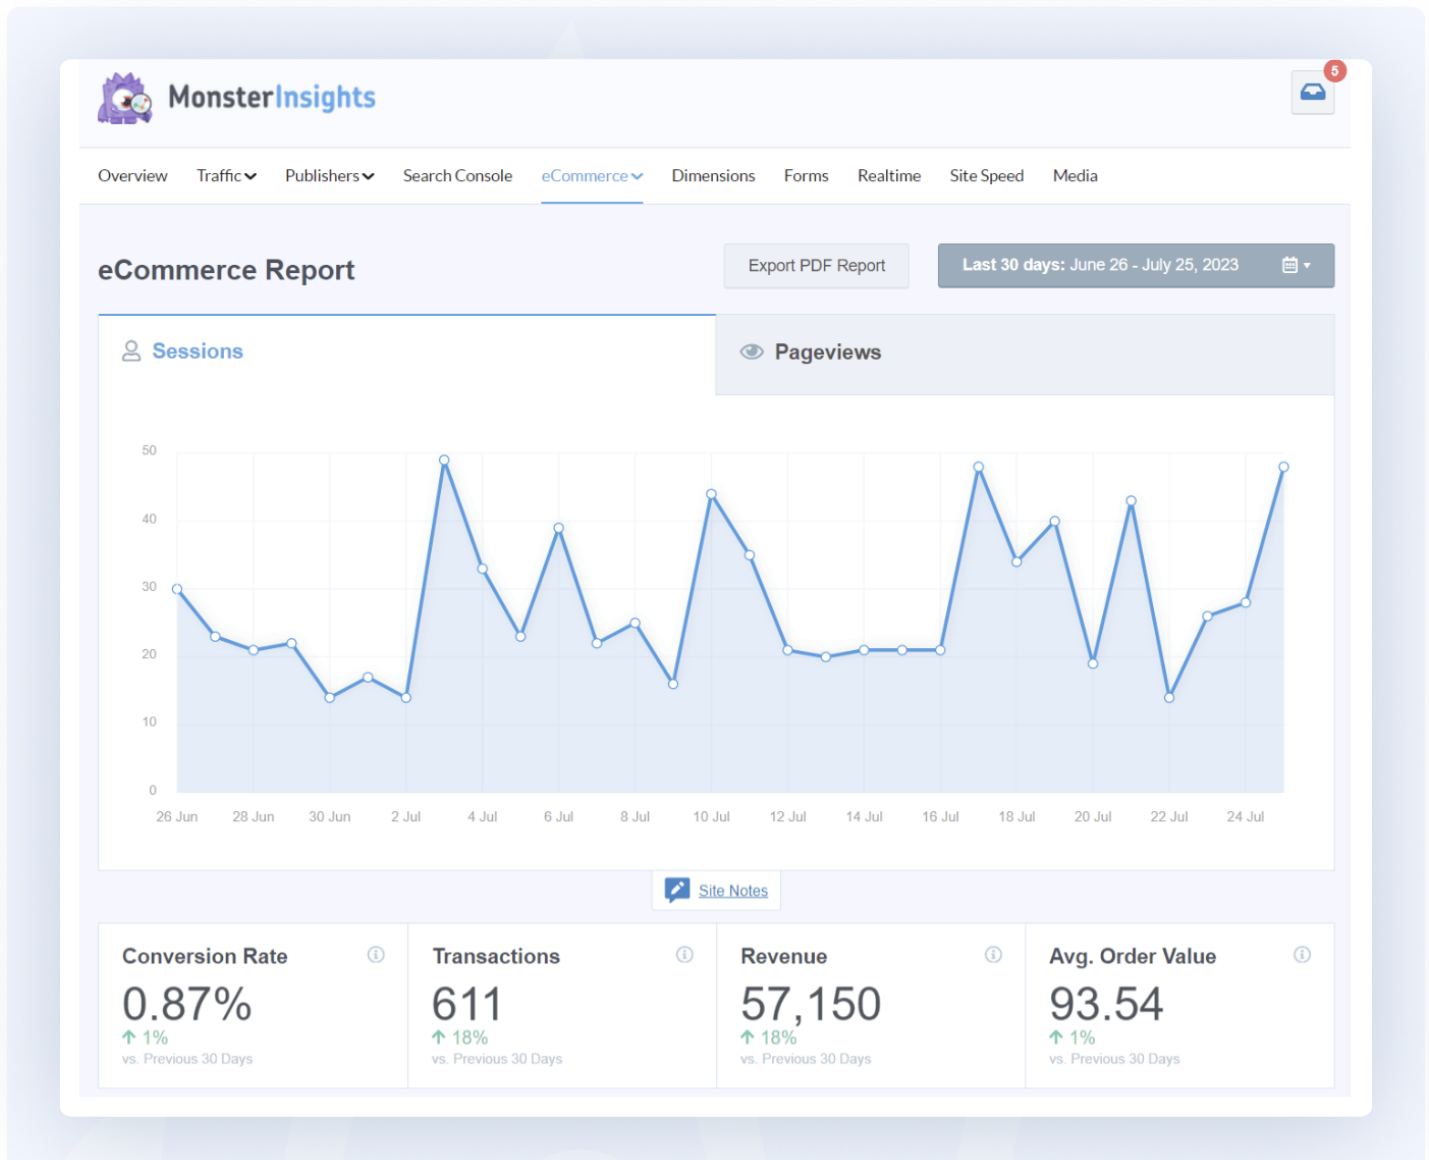 MonsterInsights
5
Overview Traffic Publishers Search Console eCommerce Dimensions Forms Realtime Site Speed Media
eCommerce Report
Export PDF Report
Last 30 days: June 26 - July 25, 2023
Sessions
Pageviews
50
40
30
20
10
0
26 Jun 28 Jun 30 Jun 2 Jul 4 Jul 6 Jul 8 Jul 10 Jul 12 Jul 14 Jul 16 Jul 18 Jul 20 Jul 22 Jul 24 Jul
Site Notes
Conversion Rate
0.87%
1%
vs. Previous 30 Days
Transactions
611
18%
vs. Previous 30 Days
Revenue
57,150
18%
vs. Previous 30 Days
Avg. Order Value
93.54
1%
vs. Previous 30 Days